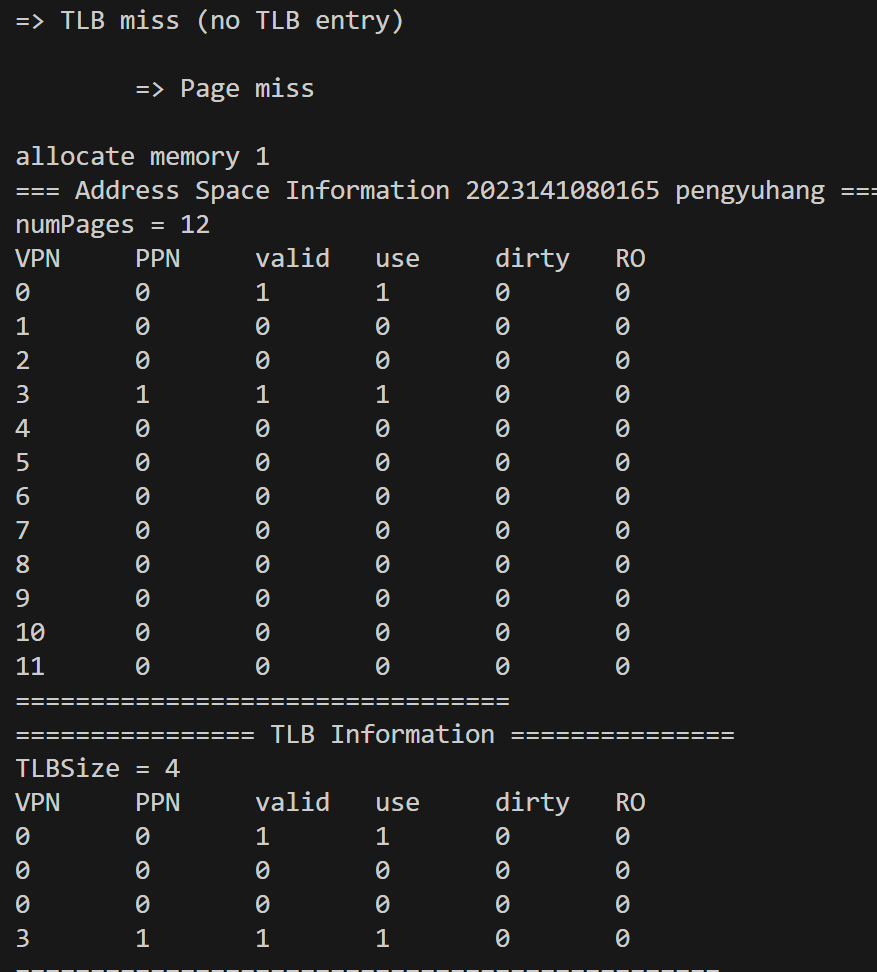 => TLB miss (no TLB entry)
=> Page miss
allocate memory 1
=== Address Space Information 2023141080165 pengyuhang ===
numPages = 12
VPN PPN valid use dirty RO
0 0 1 1 0 0
1 0 0 0 0 0
2 0 0 0 0 0
3 1 1 1 0 0
4 0 0 0 0 0
5 0 0 0 0 0
6 0 0 0 0 0
7 0 0 0 0 0
8 0 0 0 0 0
9 0 0 0 0 0
10 0 0 0 0 0
11 0 0 0 0 0
=================================
================ TLB Information ===============
TLBSize = 4
VPN PPN valid use dirty RO
0 0 1 1 0 0
0 0 0 0 0 0
0 0 0 0 0 0
3 1 1 1 0 0
===============================================